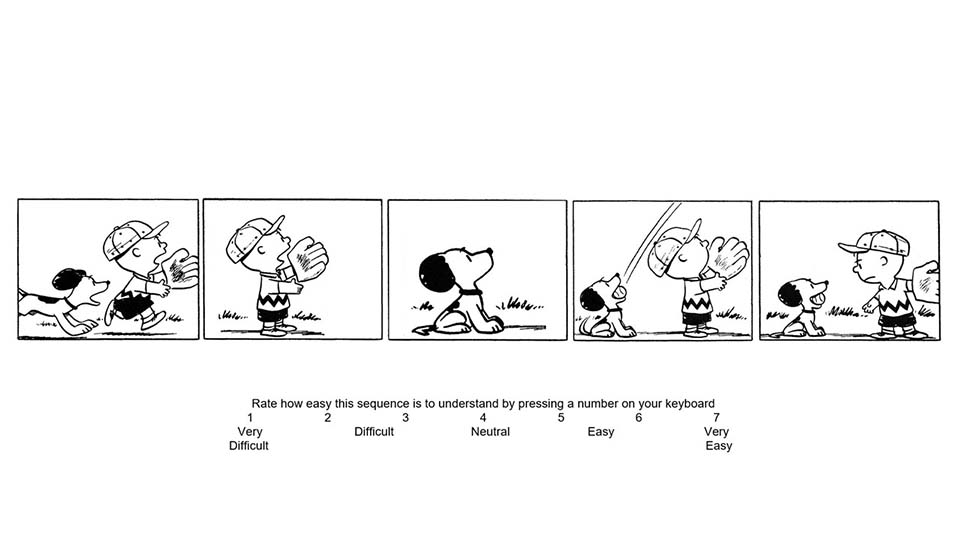 Rate how easy this sequence is to understand by pressing a number on your keyboard
1 2 3 4 5 6 7
Very Difficult Neutral Easy Very
Difficult Easy